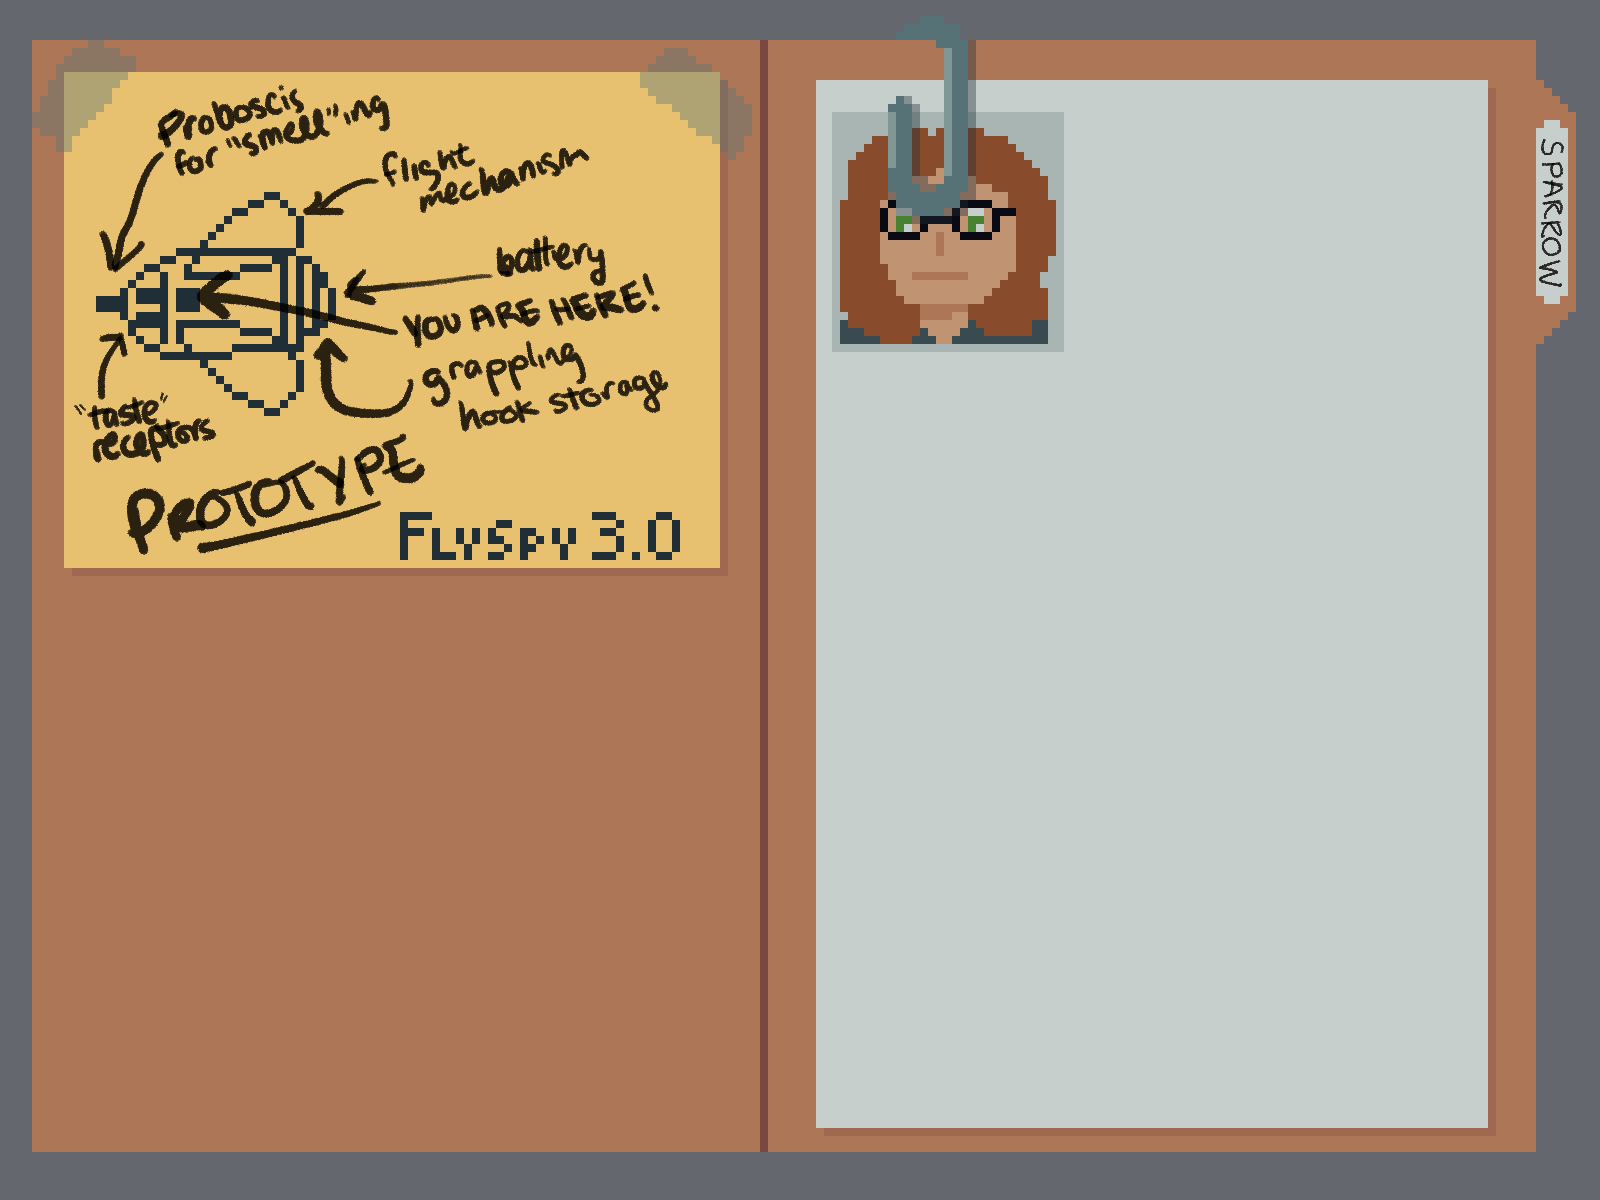 Proboscis
for "smell"ing
flight
mechanism
battery
YOU ARE HERE!
grappling
hook storage
"taste"
receptors
PROTOTYPE
FLySpy 3.0
SPARROW